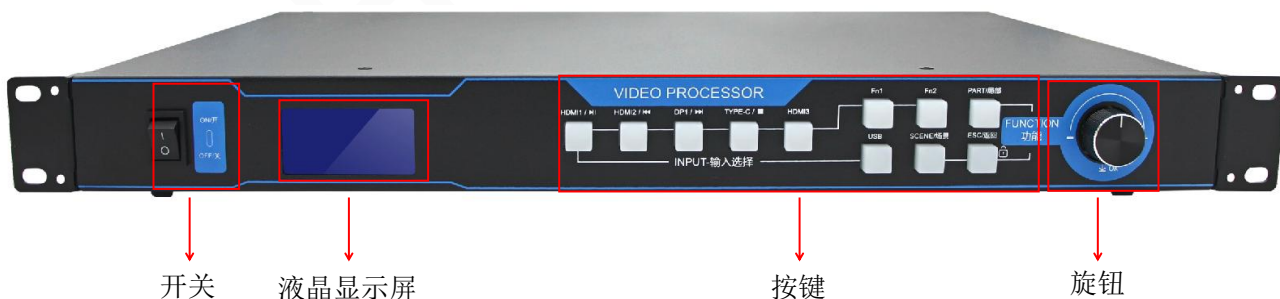 VIDEO PROCESSOR
HDMI1 / ⏯ HDMI2 / ⏮ DP1 / ⏭ TYPE-C / ■ HDMI3
Fn1 Fn2 PART/局部
USB SCENE/场景 ESC/返回
INPUT-输入选择
FUNCTION
功能
ON/开
OFF/关
I
O
OK
开关 液晶显示屏 按键 旋钮